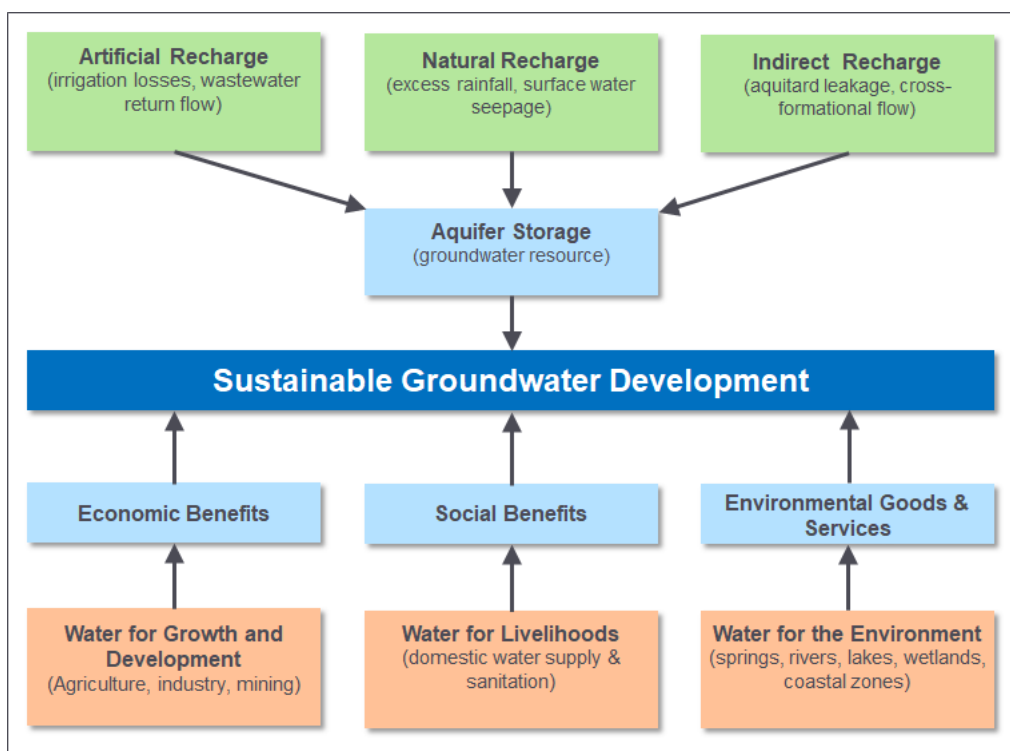 Artificial Recharge
(irrigation losses, wastewater
return flow)
Natural Recharge
(excess rainfall, surface water
seepage)
Indirect  Recharge
(aquitard leakage, cross-
formational flow)
Aquifer Storage
(groundwater resource)
Sustainable Groundwater Development
Economic Benefits
Social Benefits
Environmental Goods &
Services
Water for Growth and
Development
(Agriculture, industry, mining)
Water for Livelihoods
(domestic water supply &
sanitation)
Water for the Environment
(springs, rivers, lakes, wetlands,
coastal zones)